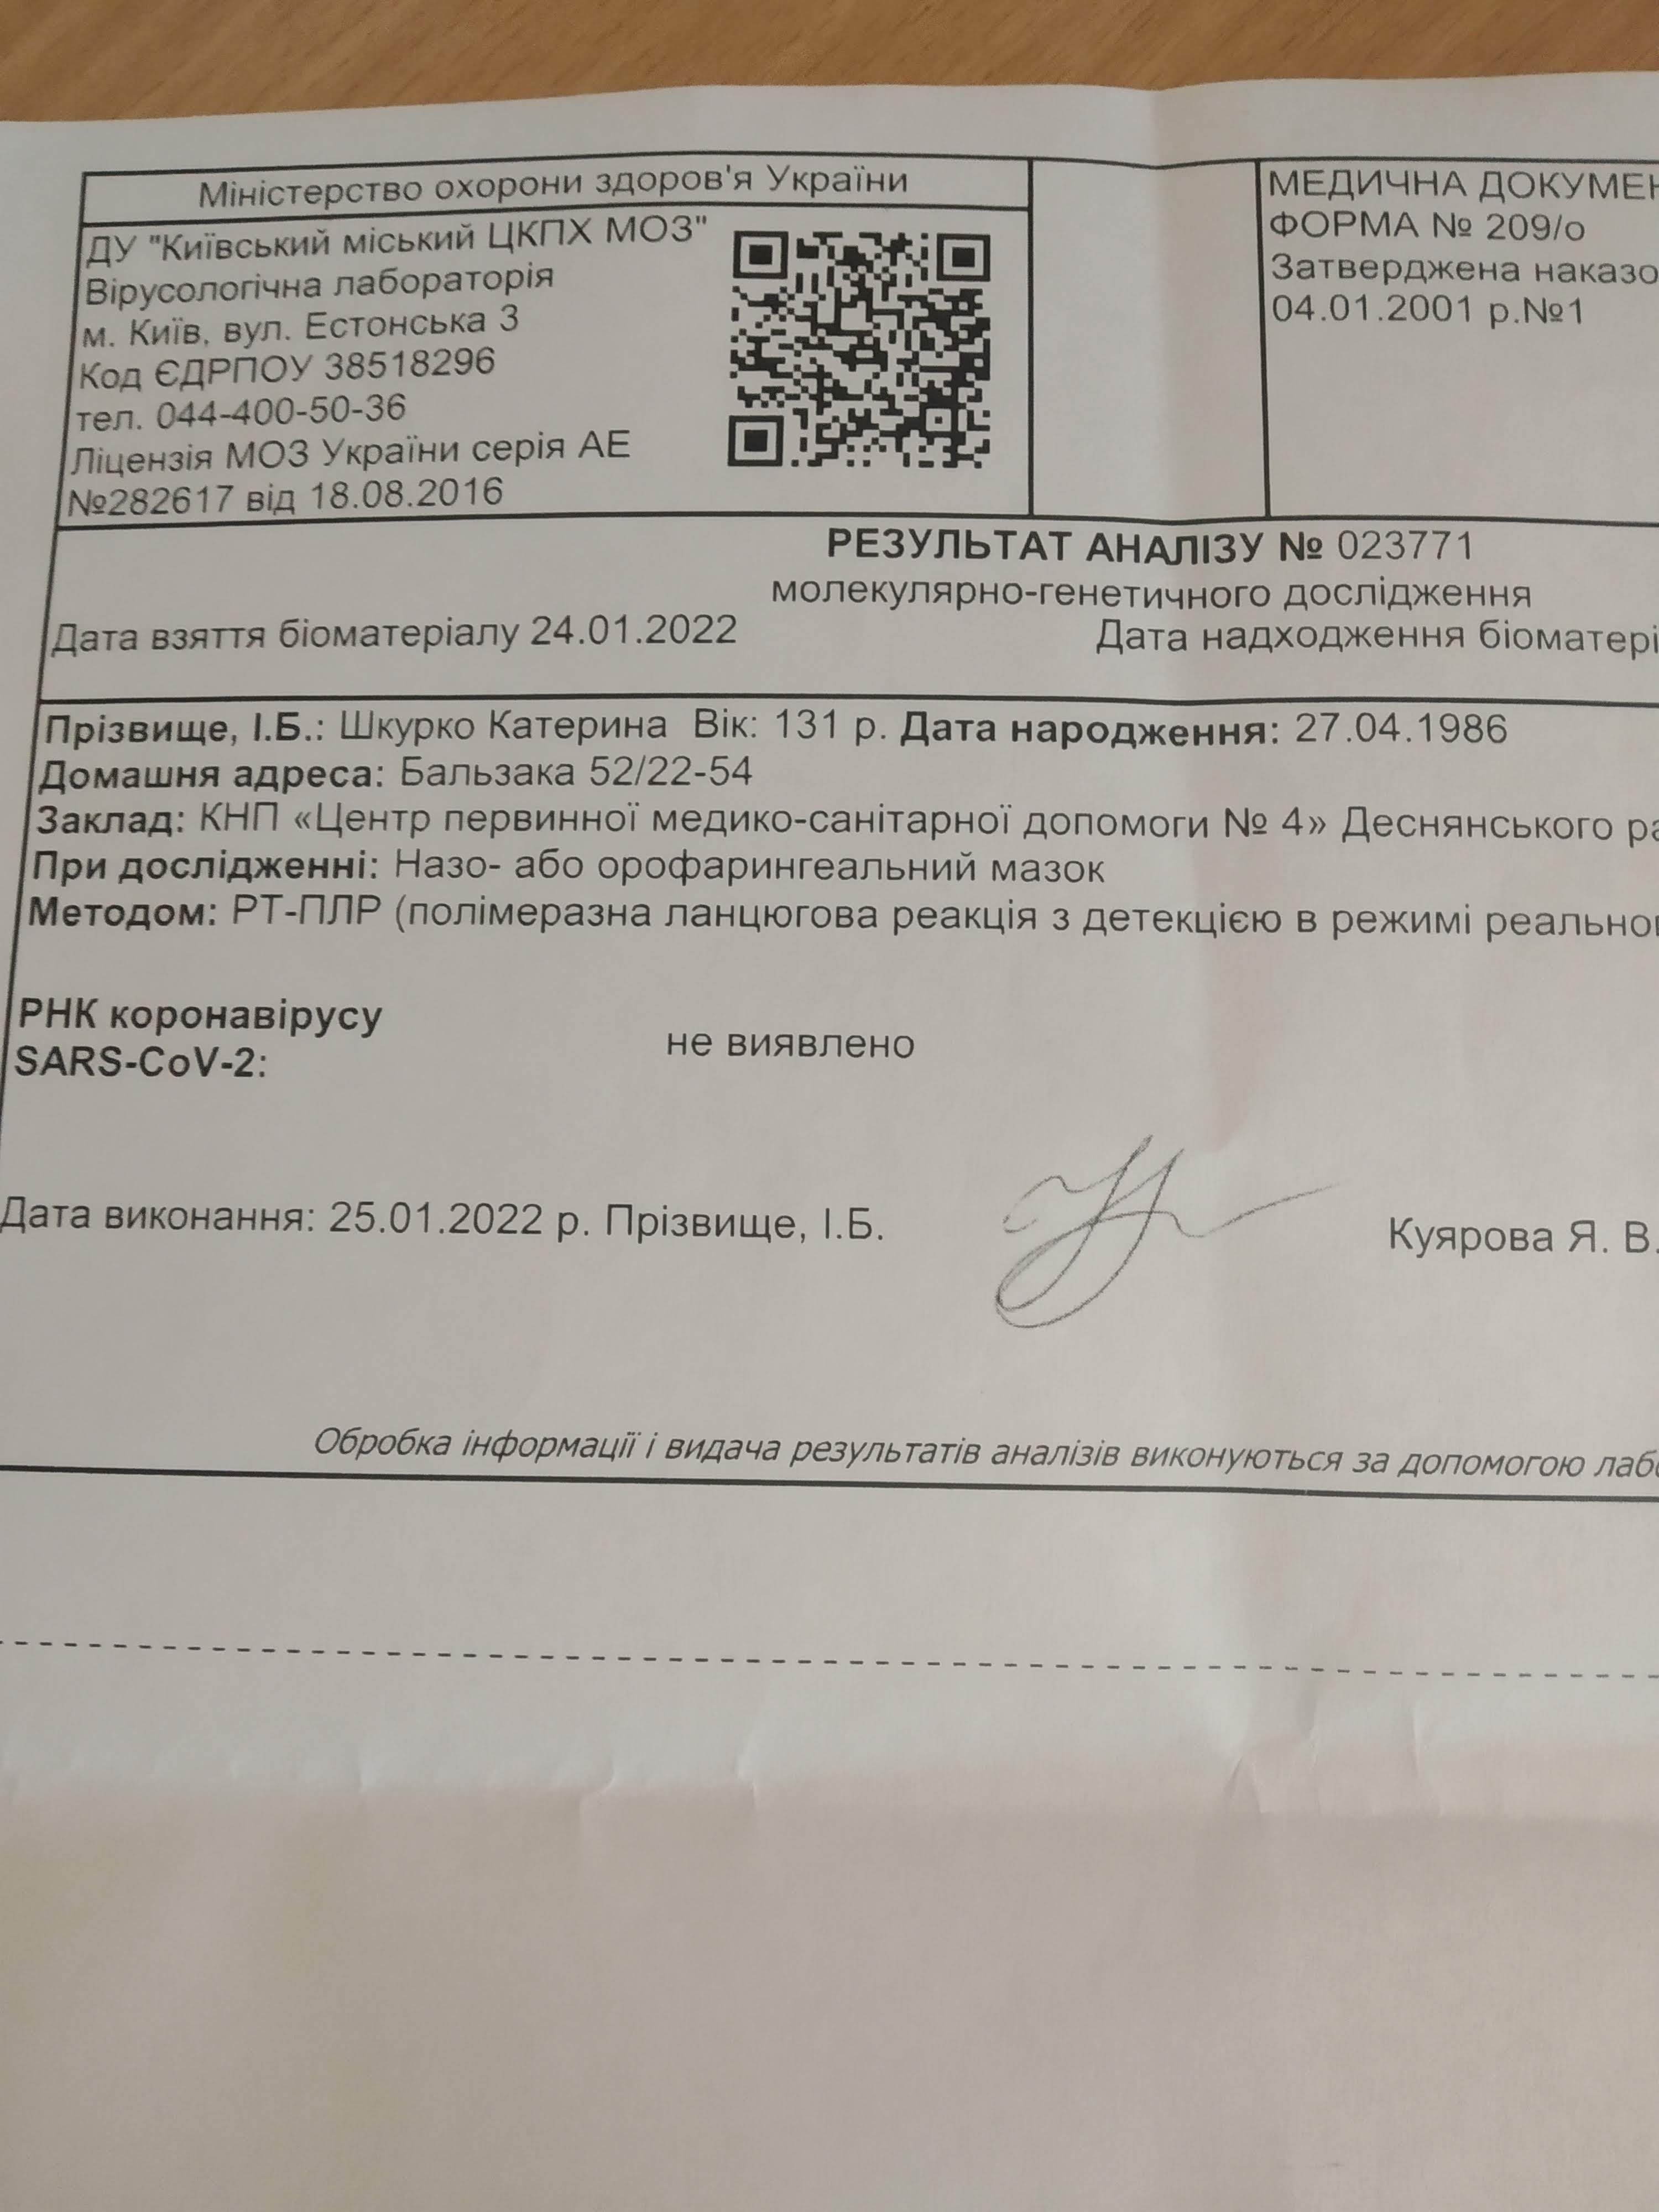 Міністерство охорони здоров'я України
ДУ "Київський міський ЦКПХ МОЗ"
Вірусологічна лабораторія
м. Київ, вул. Естонська 3
Код ЄДРПОУ 38518296
тел. 044-400-50-36
Ліцензія МОЗ України серія АЕ
№282617 від 18.08.2016
МЕДИЧНА ДОКУМЕН
ФОРМА № 209/о
Затверджена наказо
04.01.2001 р.№1
РЕЗУЛЬТАТ АНАЛІЗУ № 023771
молекулярно-генетичного дослідження
Дата взяття біоматеріалу 24.01.2022 Дата надходження біоматері
Прізвище, І.Б.: Шкурко Катерина Вік: 131 р. Дата народження: 27.04.1986
Домашня адреса: Бальзака 52/22-54
Заклад: КНП «Центр первинної медико-санітарної допомоги № 4» Деснянського ра
При дослідженні: Назо- або орофарингеальний мазок
Методом: РТ-ПЛР (полімеразна ланцюгова реакція з детекцією в режимі реальног
РНК коронавірусу
SARS-CoV-2:
не виявлено
Дата виконання: 25.01.2022 р. Прізвище, І.Б. Куярова Я. В.
Обробка інформації і видача результатів аналізів виконуються за допомогою лабо